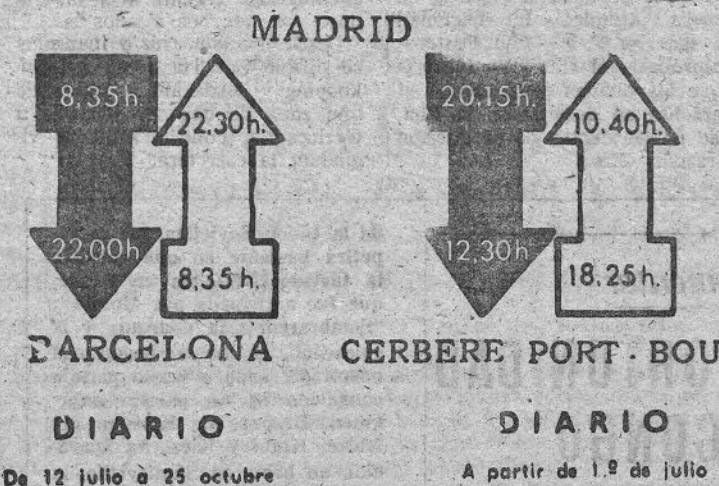 MADRID
8,35h. 22,30h. 20,15h. 10,40h.
22,00h 8,35h. 12,30h. 18,25h.
BARCELONA CERBERE PORT-BOU
DIARIO DIARIO
De 12 julio à 25 octubre A partir de 1.º de julio